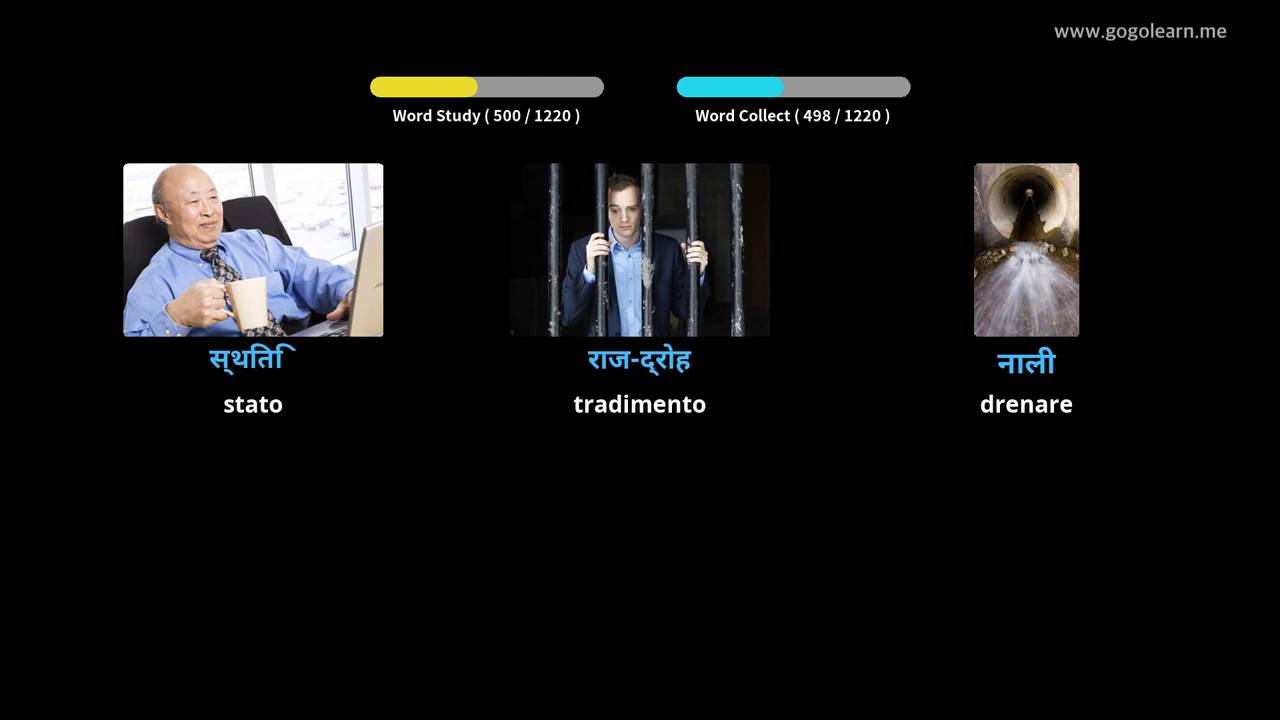 www.gogolearn.me
Word Study ( 500 / 1220 )
Word Collect ( 498 / 1220 )
स्थिति
राज-द्रोह
नाली
stato
tradimento
drenare